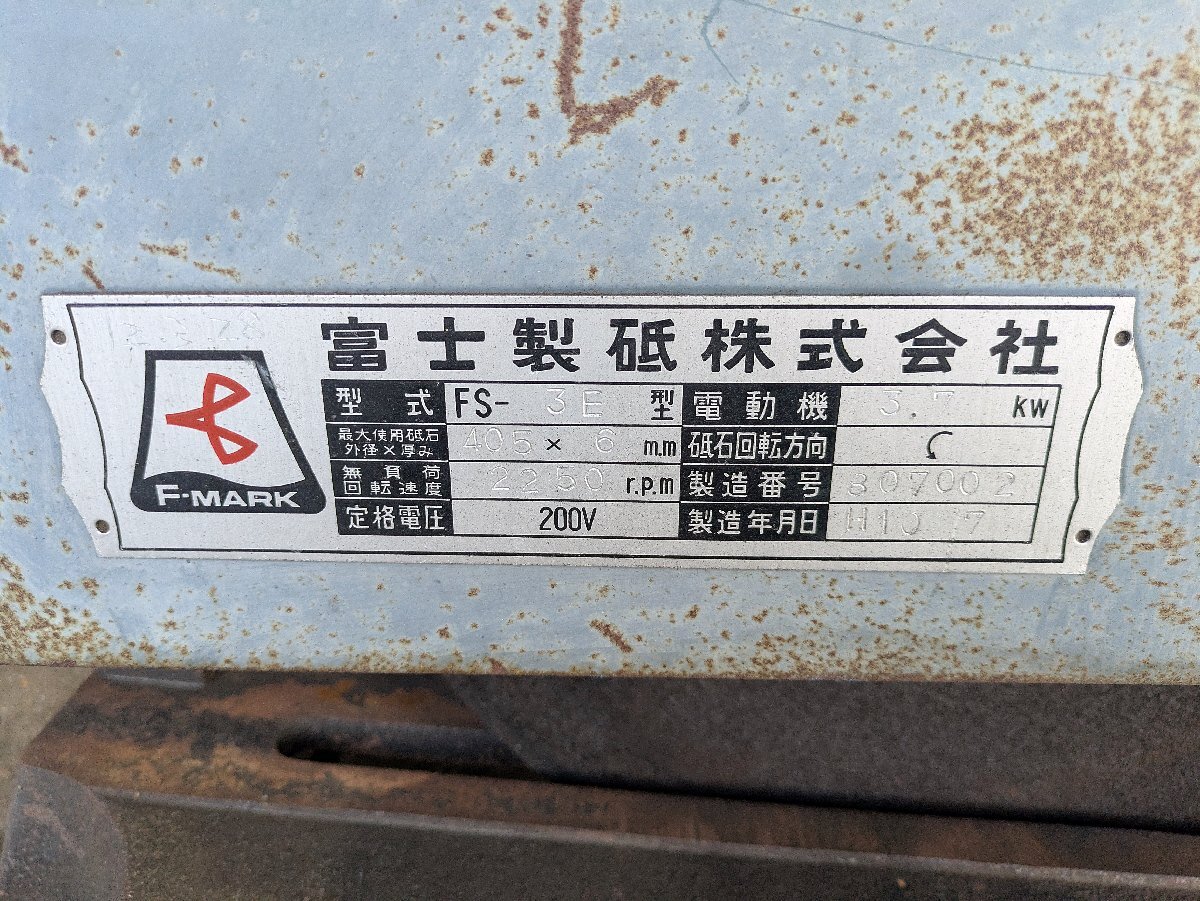 富士製砥株式会社
F-MARK
型式 FS- 3E 型 電動機 3.7 KW
最大使用砥石外径×厚み 405 × 6 m.m 砥石回転方向
無負荷回転速度 2250 r.p.m 製造番号 807002
定格電圧 200V 製造年月日